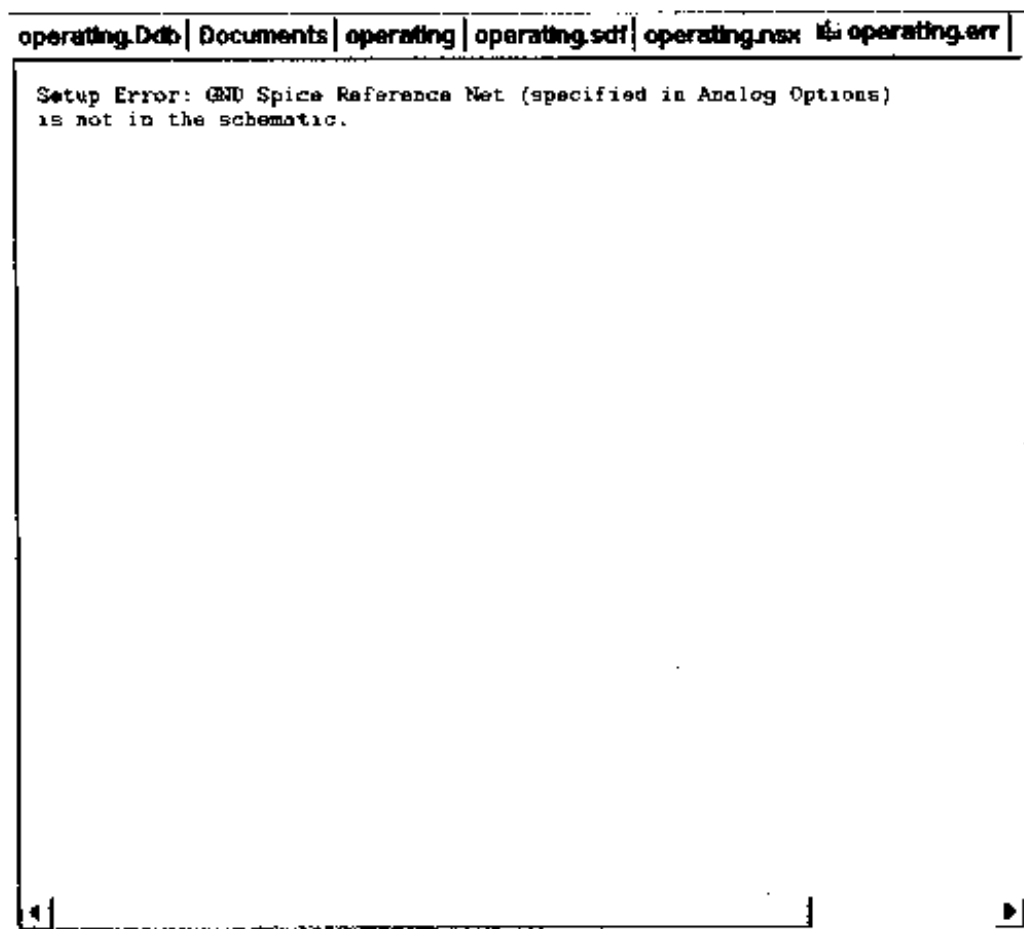 operating.Ddb Documents operating operating.sdf operating.nsx operating.err
Setup Error: GND Spice Reference Net (specified in Analog Options)
is not in the schematic.